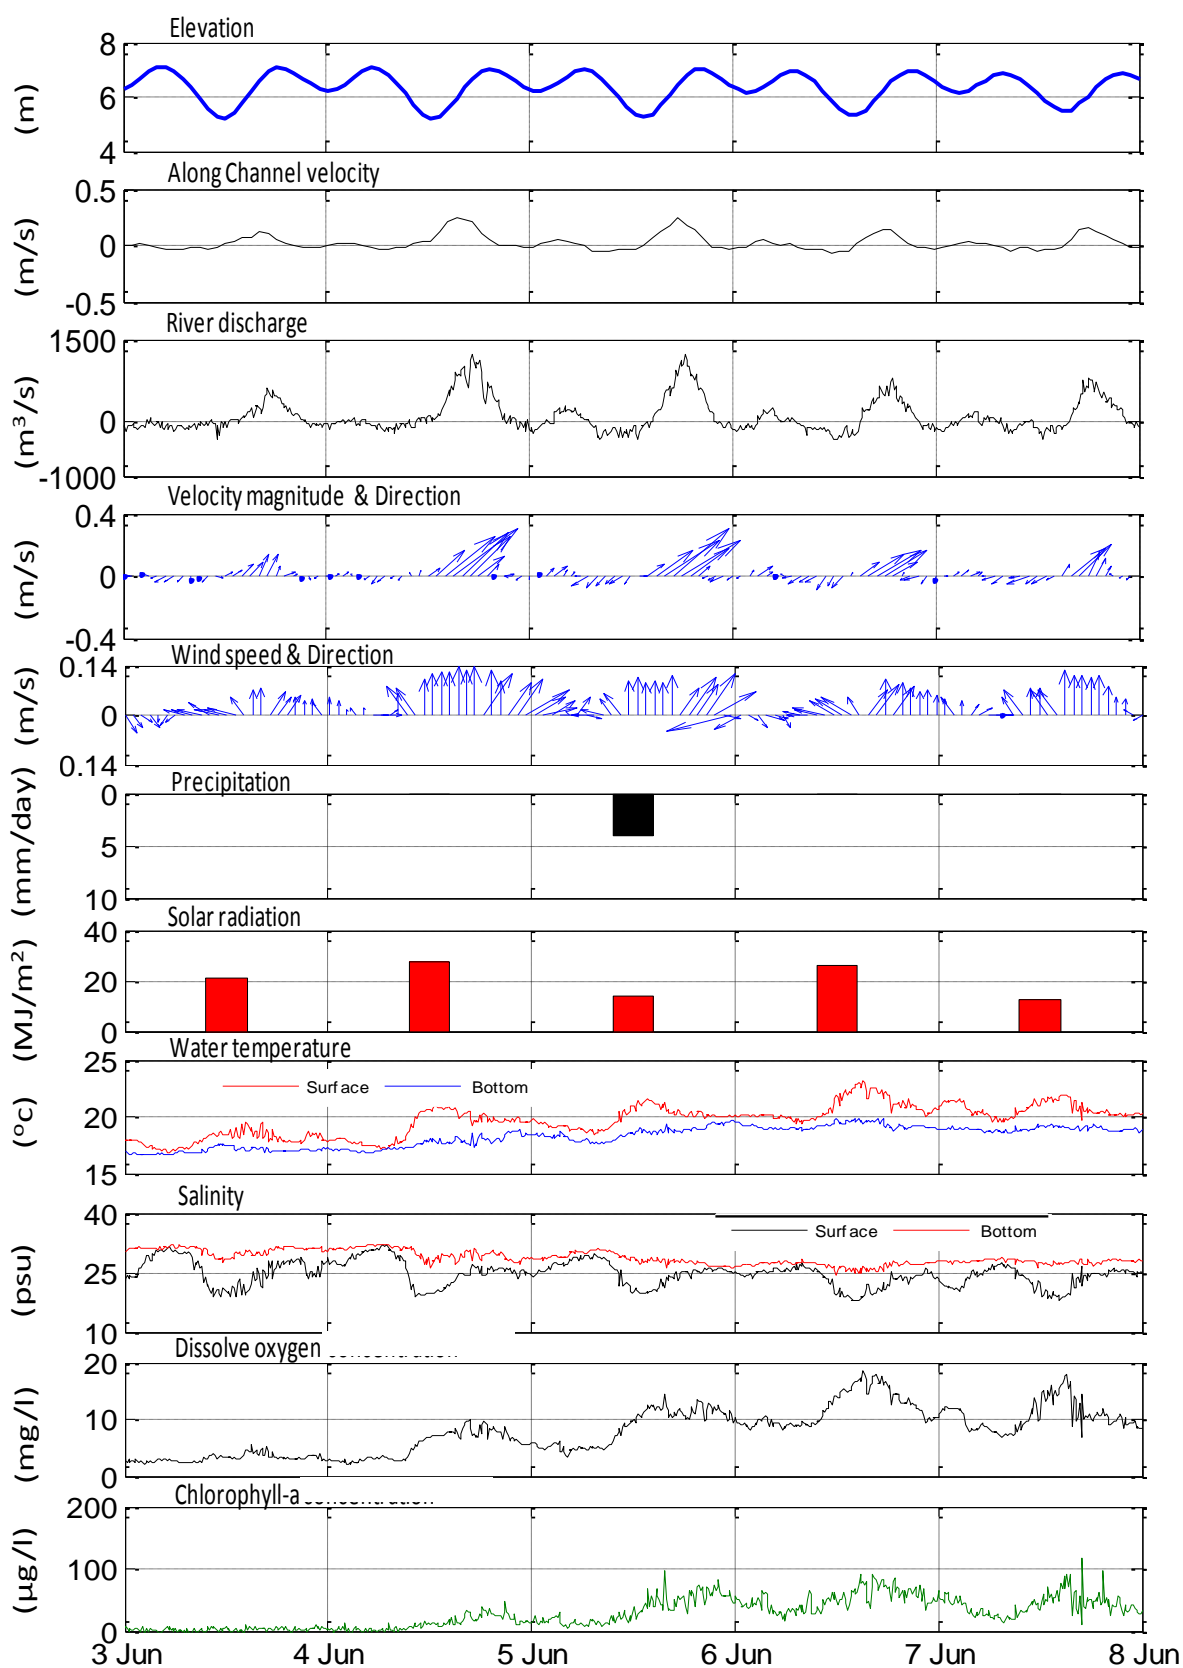 Elevation
8
6
4
(m)
Along Channel velocity
0.5
0
-0.5
(m/s)
River discharge
1500
0
-1000
(m³/s)
Velocity magnitude & Direction
0.4
0
-0.4
(m/s)
Wind speed & Direction
0.14
0
0.14
(m/s)
Precipitation
0
5
10
(mm/day)
Solar radiation
40
20
0
(MJ/m²)
Water temperature
25
20
15
(°c)
Surface
Bottom
Salinity
40
25
10
(psu)
Surface
Bottom
Dissolve oxygen concentration
20
10
0
(mg/l)
Chlorophyll-a concentration
200
100
0
(µg/l)
3 Jun 4 Jun 5 Jun 6 Jun 7 Jun 8 Jun